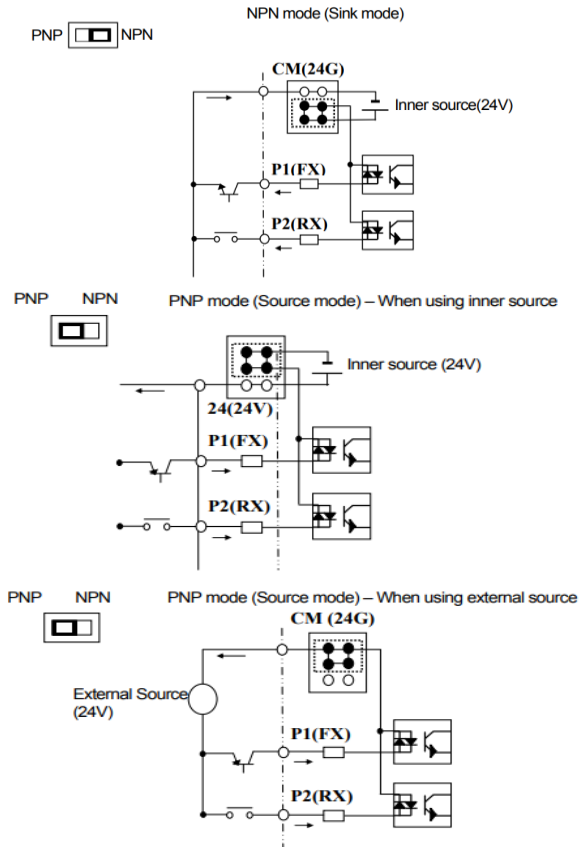 NPN mode (Sink mode)
PNP NPN
CM(24G)
Inner source(24V)
P1(FX)
P2(RX)
PNP NPN PNP mode (Source mode) – When using inner source
Inner source (24V)
24(24V)
P1(FX)
P2(RX)
PNP NPN PNP mode (Source mode) – When using external source
CM (24G)
External Source
(24V)
P1(FX)
P2(RX)